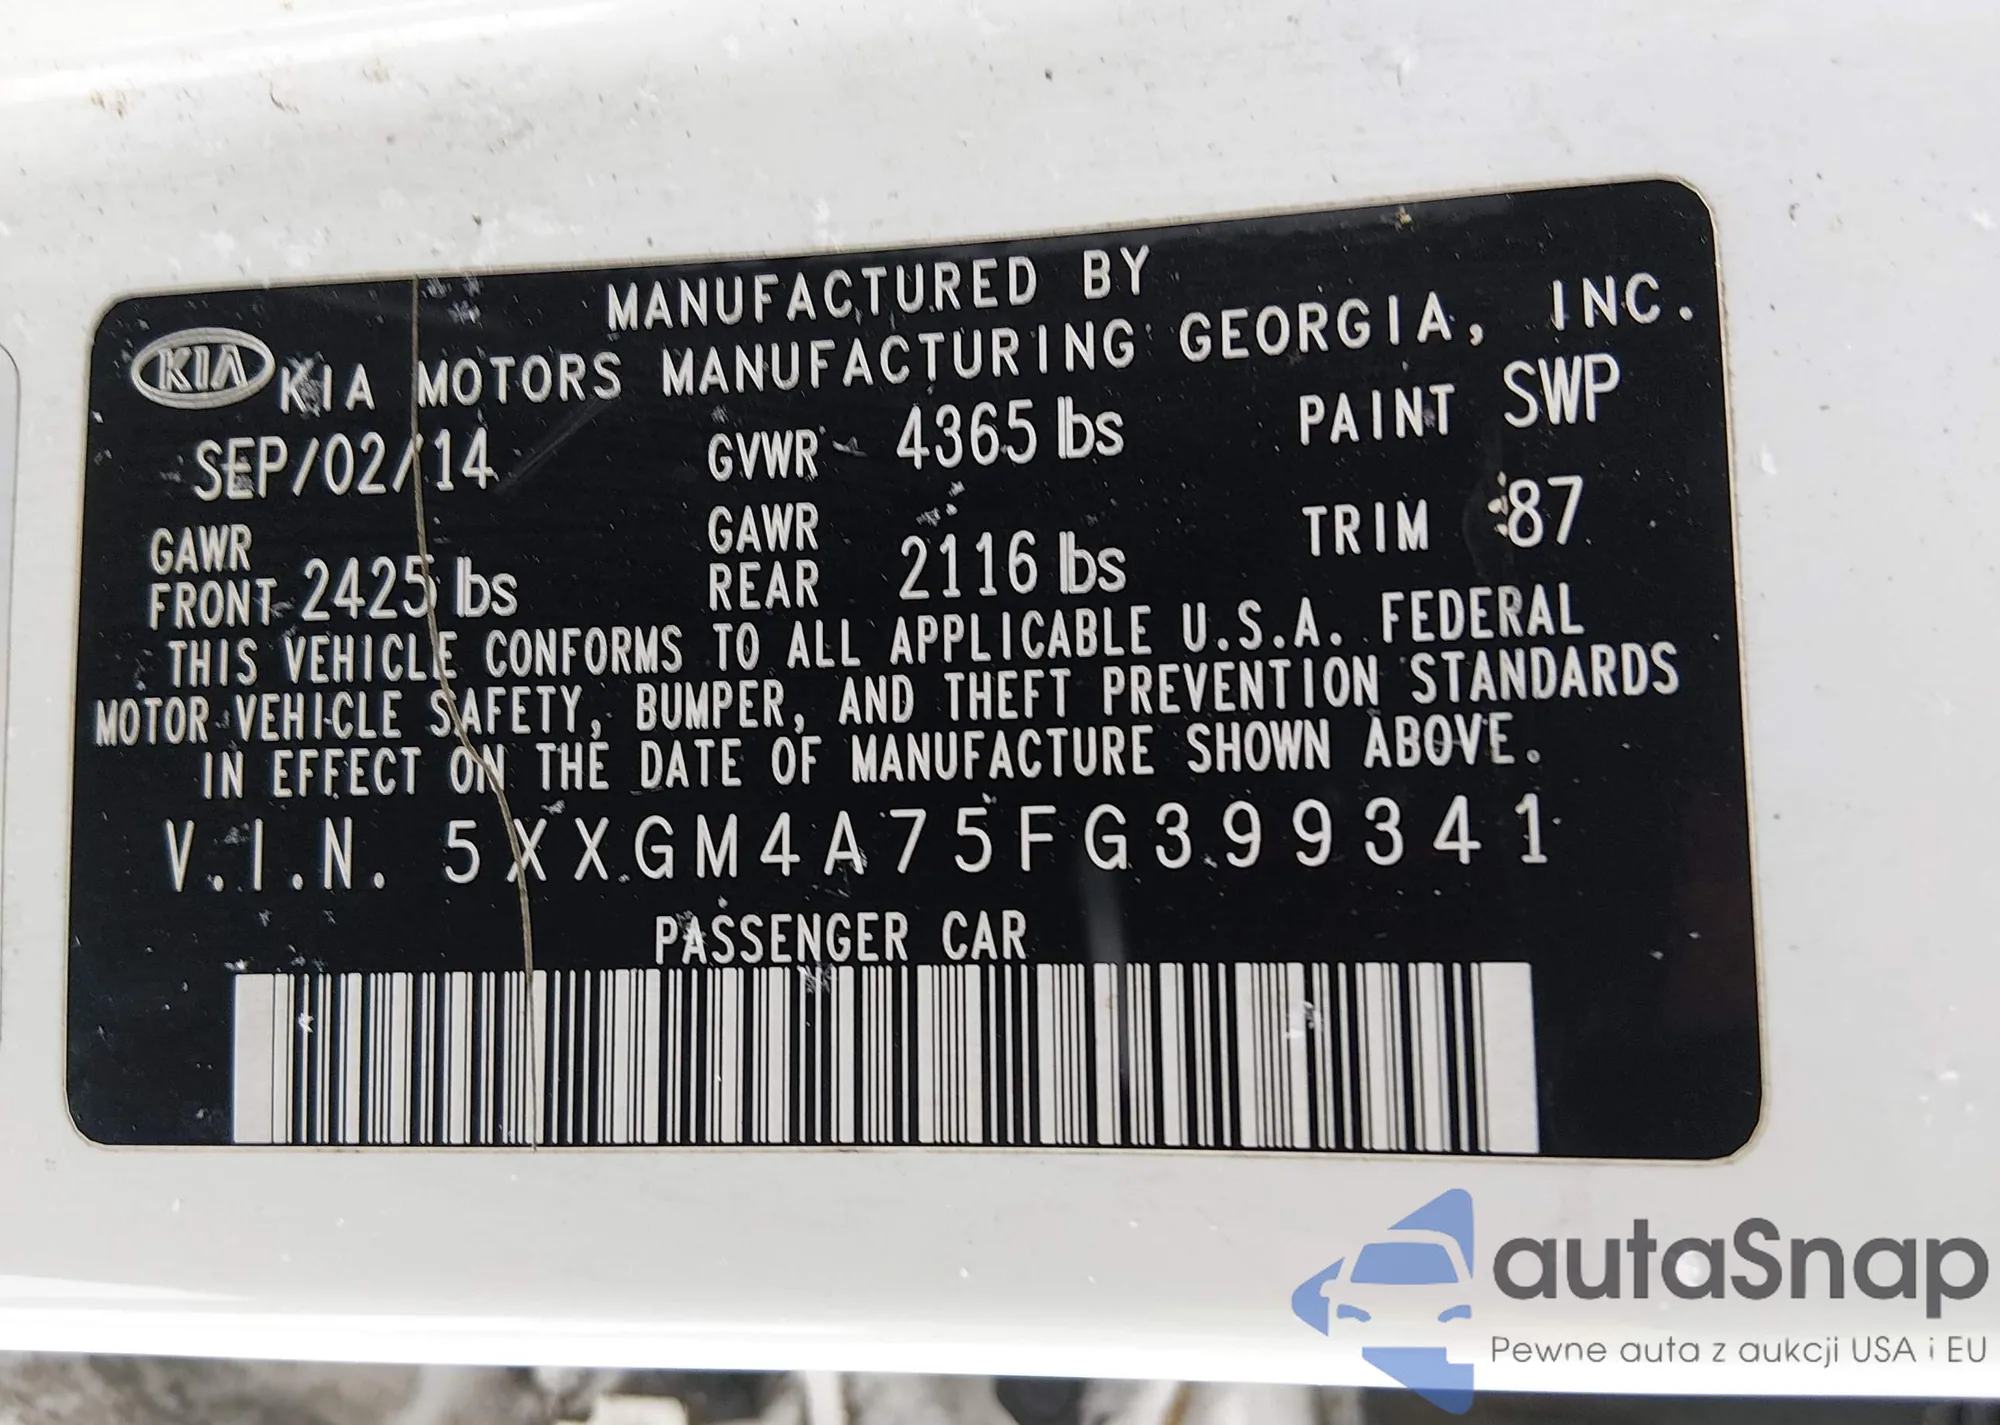 MANUFACTURED BY
KIA KIA MOTORS MANUFACTURING GEORGIA, INC.
SEP/02/14 GVWR 4365 lbs PAINT SWP
GAWR FRONT 2425 lbs GAWR REAR 2116 lbs TRIM 87
THIS VEHICLE CONFORMS TO ALL APPLICABLE U.S.A. FEDERAL
MOTOR VEHICLE SAFETY, BUMPER, AND THEFT PREVENTION STANDARDS
IN EFFECT ON THE DATE OF MANUFACTURE SHOWN ABOVE.
V.I.N. 5XXGM4A75FG399341
PASSENGER CAR
autaSnap
Pewne auta z aukcji USA i EU